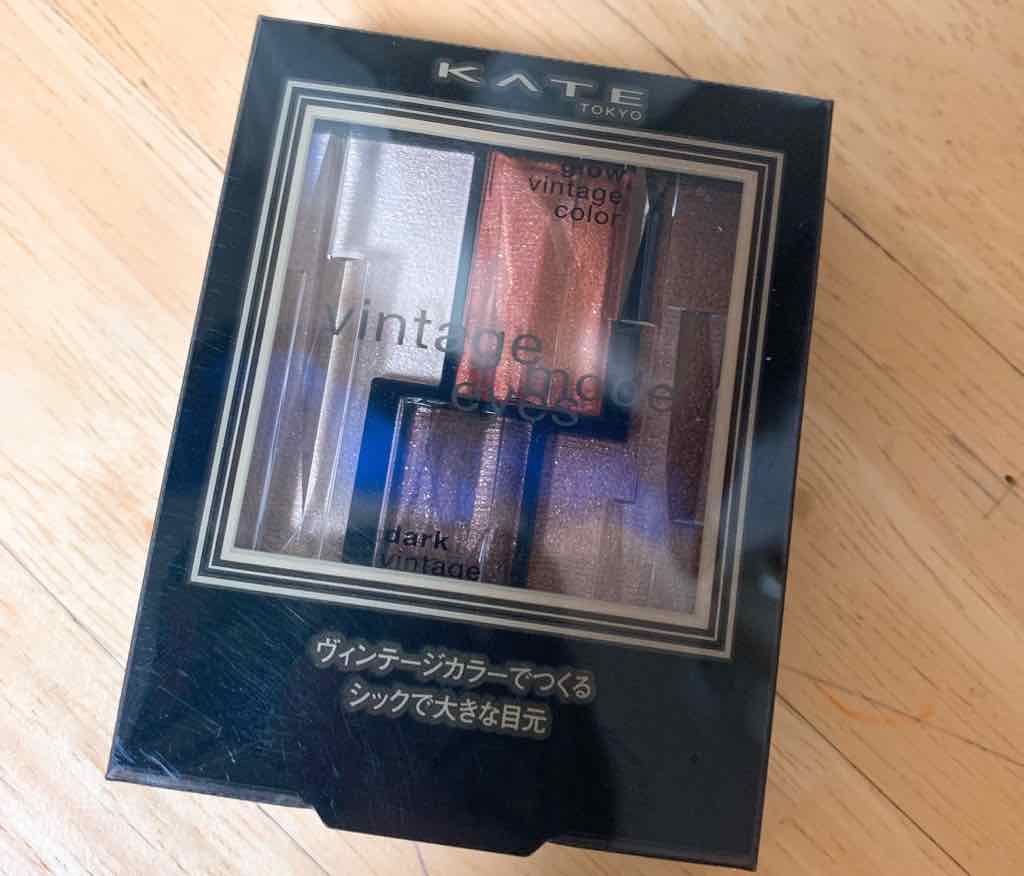 KATE
TOKYO
glow
vintage
color
vintage
mode
eyes
dark
vintage
ヴィンテージカラーでつくる
シックで大きな目元